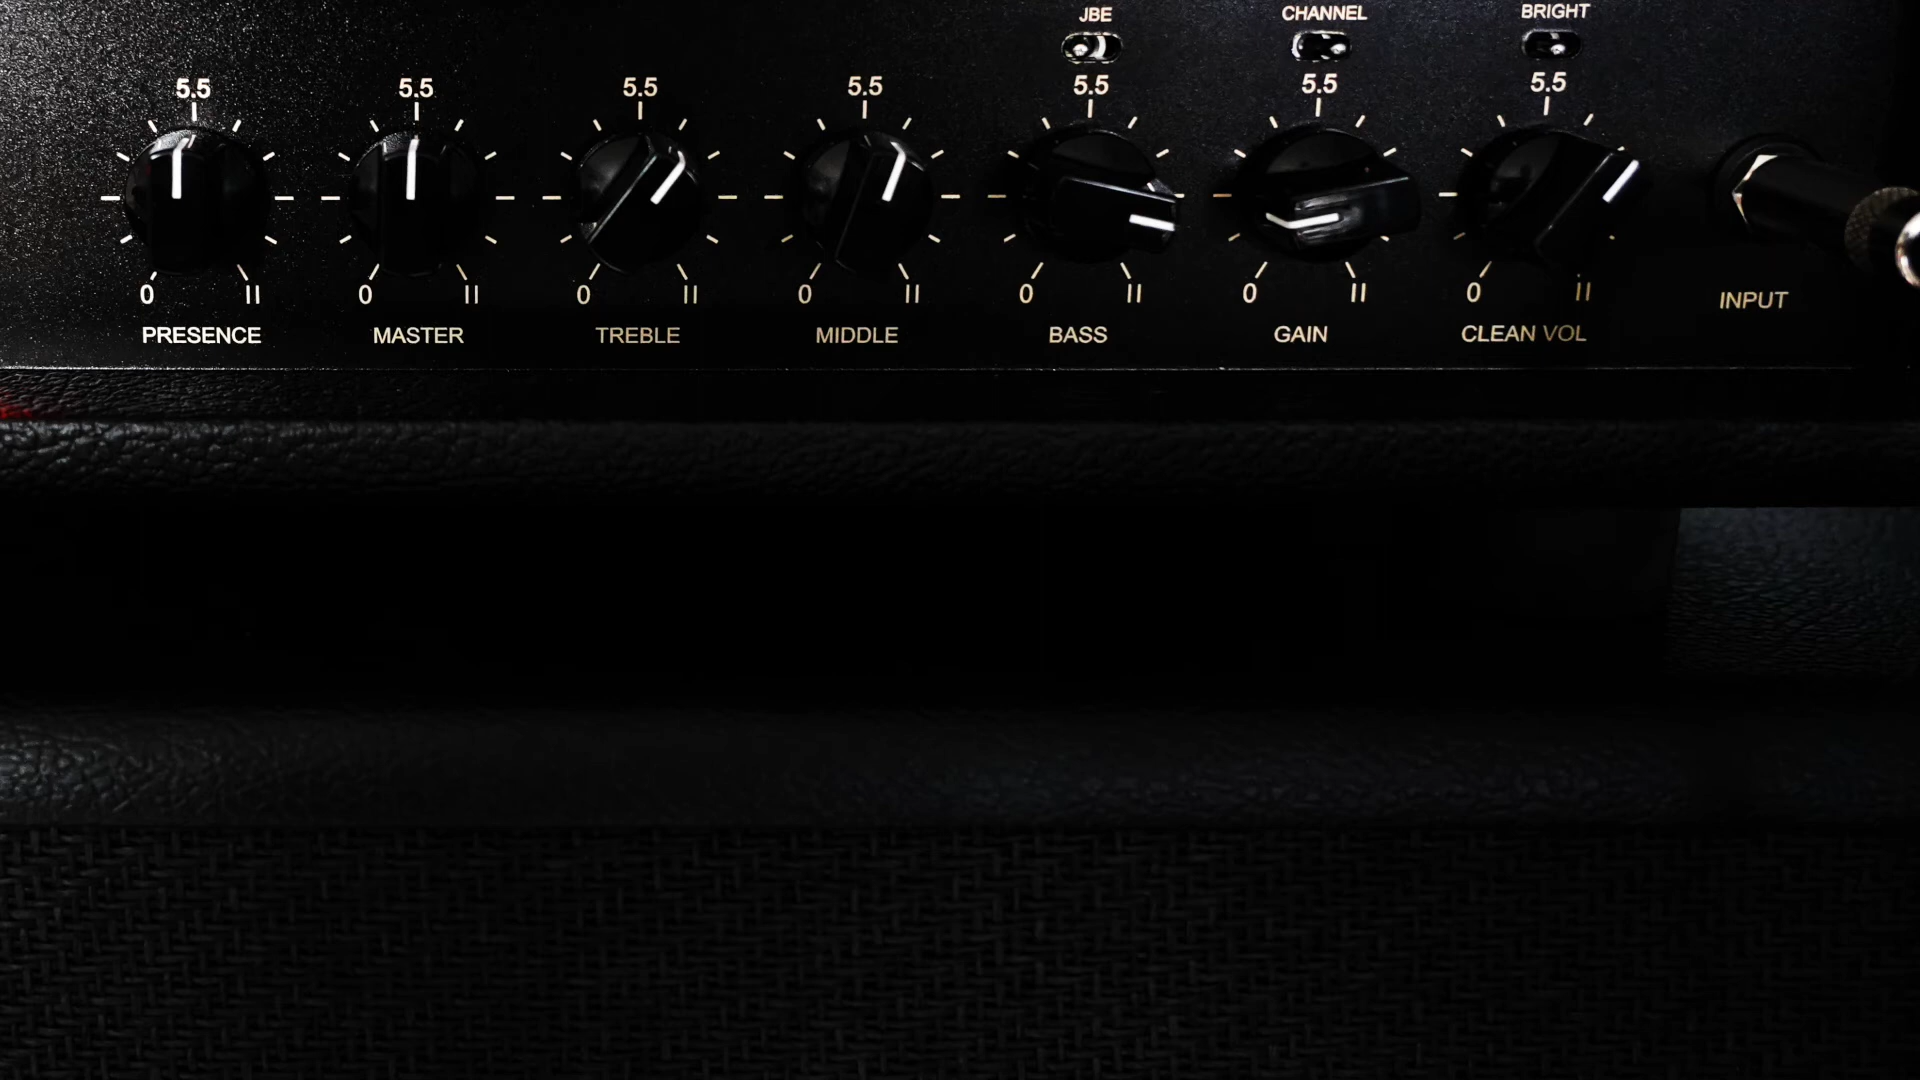 JBE CHANNEL BRIGHT
5.5 5.5 5.5 5.5 5.5 5.5 5.5
0 11 0 11 0 11 0 11 0 11 0 11 0 11
PRESENCE MASTER TREBLE MIDDLE BASS GAIN CLEAN VOL INPUT